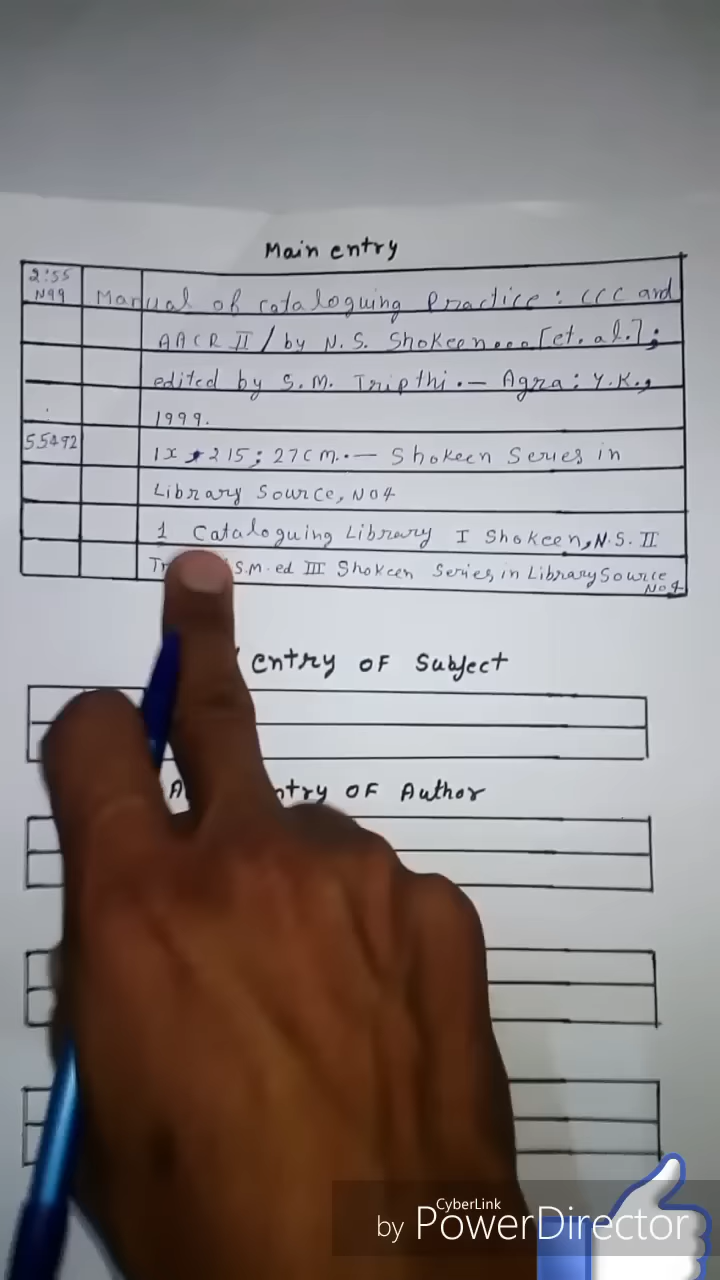 Main entry
2:55
N99 Manual of cataloguing Practice: CCC and
AACR II / by N.S. Shokeen... [et. al.];
edited by S.M. Tripthi.— Agra: Y.K.,
1999.
55492 1x, 215; 27cm.— Shokeen Series in
Library Source, No4
1 Cataloguing Library I Shokeen, N.S. II
S.M. ed III Shokeen Series, in Library Source
No 4
entry OF Subject
OF Author
CyberLink
by PowerDirector